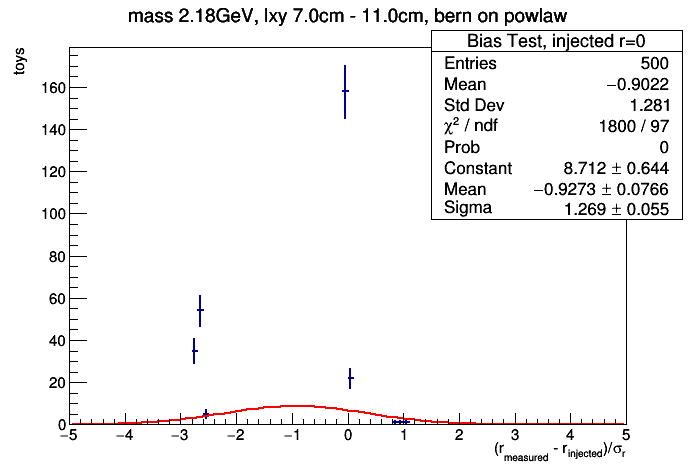 mass 2.18GeV, lxy 7.0cm - 11.0cm, bern on powlaw
toys
Bias Test, injected r=0
Entries 500
Mean −0.9022
Std Dev 1.281
χ² / ndf 1800 / 97
Prob 0
Constant 8.712 ± 0.644
Mean −0.9273 ± 0.0766
Sigma 1.269 ± 0.055
160
140
120
100
80
60
40
20
0
−5 −4 −3 −2 −1 0 1 2 3 4 5
(r_measured - r_injected)/σ_r